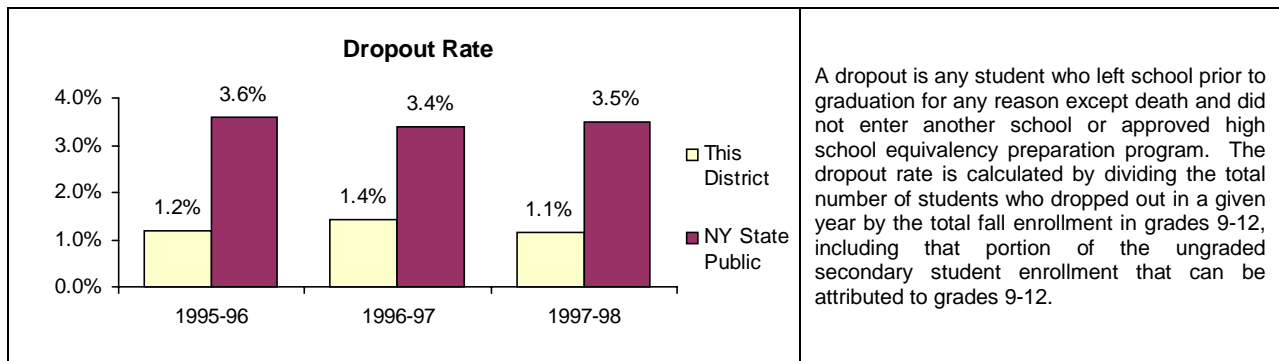 Dropout Rate
4.0%
3.0%
2.0%
1.0%
0.0%
3.6%
3.4%
3.5%
1.2%
1.4%
1.1%
1995-96
1996-97
1997-98
This
District
NY State
Public
A dropout is any student who left school prior to
graduation for any reason except death and did
not enter another school or approved high
school equivalency preparation program. The
dropout rate is calculated by dividing the total
number of students who dropped out in a given
year by the total fall enrollment in grades 9-12,
including that portion of the ungraded
secondary student enrollment that can be
attributed to grades 9-12.